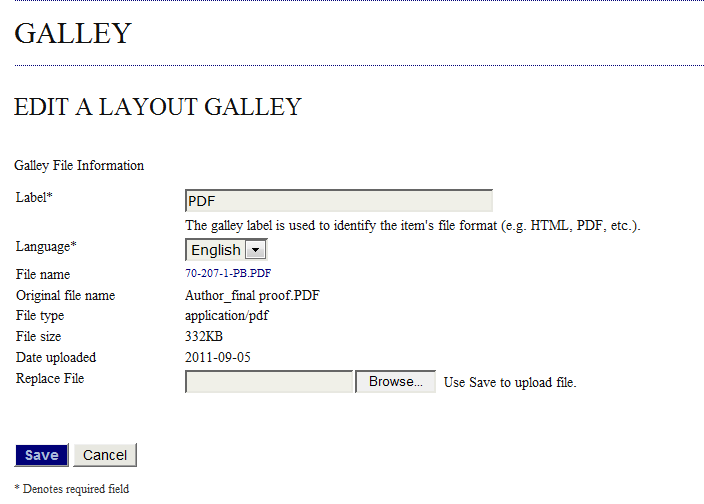 GALLEY
EDIT A LAYOUT GALLEY
Galley File Information
Label* PDF
The galley label is used to identify the item's file format (e.g. HTML, PDF, etc.).
Language* English
File name 70-207-1-PB.PDF
Original file name Author_final proof.PDF
File type application/pdf
File size 332KB
Date uploaded 2011-09-05
Replace File Browse... Use Save to upload file.
Save Cancel
* Denotes required field